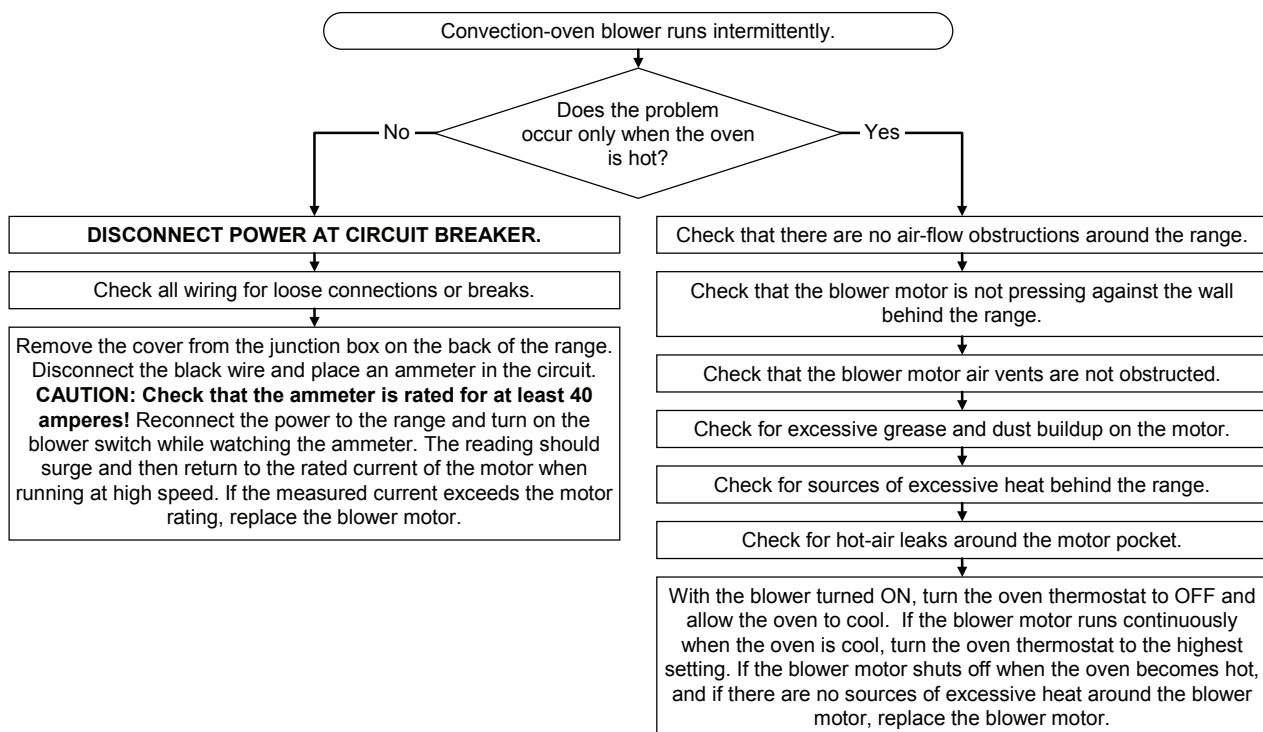 Convection-oven blower runs intermittently.
Does the problem
occur only when the oven
is hot?
No
Yes
DISCONNECT POWER AT CIRCUIT BREAKER.
Check all wiring for loose connections or breaks.
Remove the cover from the junction box on the back of the range.
Disconnect the black wire and place an ammeter in the circuit.
CAUTION: Check that the ammeter is rated for at least 40
amperes! Reconnect the power to the range and turn on the
blower switch while watching the ammeter. The reading should
surge and then return to the rated current of the motor when
running at high speed. If the measured current exceeds the motor
rating, replace the blower motor.
Check that there are no air-flow obstructions around the range.
Check that the blower motor is not pressing against the wall
behind the range.
Check that the blower motor air vents are not obstructed.
Check for excessive grease and dust buildup on the motor.
Check for sources of excessive heat behind the range.
Check for hot-air leaks around the motor pocket.
With the blower turned ON, turn the oven thermostat to OFF and
allow the oven to cool.  If the blower motor runs continuously
when the oven is cool, turn the oven thermostat to the highest
setting. If the blower motor shuts off when the oven becomes hot,
and if there are no sources of excessive heat around the blower
motor, replace the blower motor.